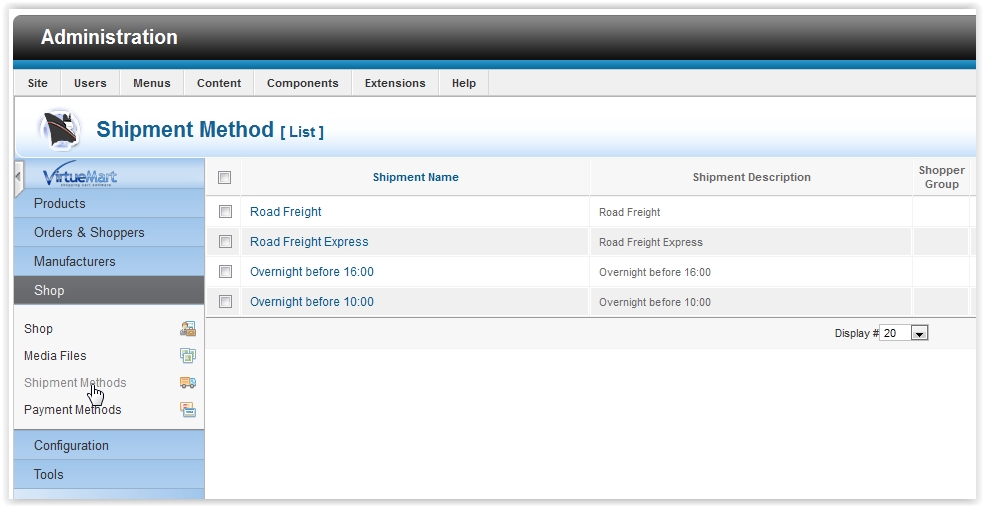 Administration
Site Users Menus Content Components Extensions Help
Shipment Method [ List ]
VirtueMart
shopping cart software
Products
Orders & Shoppers
Manufacturers
Shop
Shop
Media Files
Shipment Methods
Payment Methods
Configuration
Tools
Shipment Name Shipment Description Shopper Group
Road Freight Road Freight
Road Freight Express Road Freight Express
Overnight before 16:00 Overnight before 16:00
Overnight before 10:00 Overnight before 10:00
Display # 20